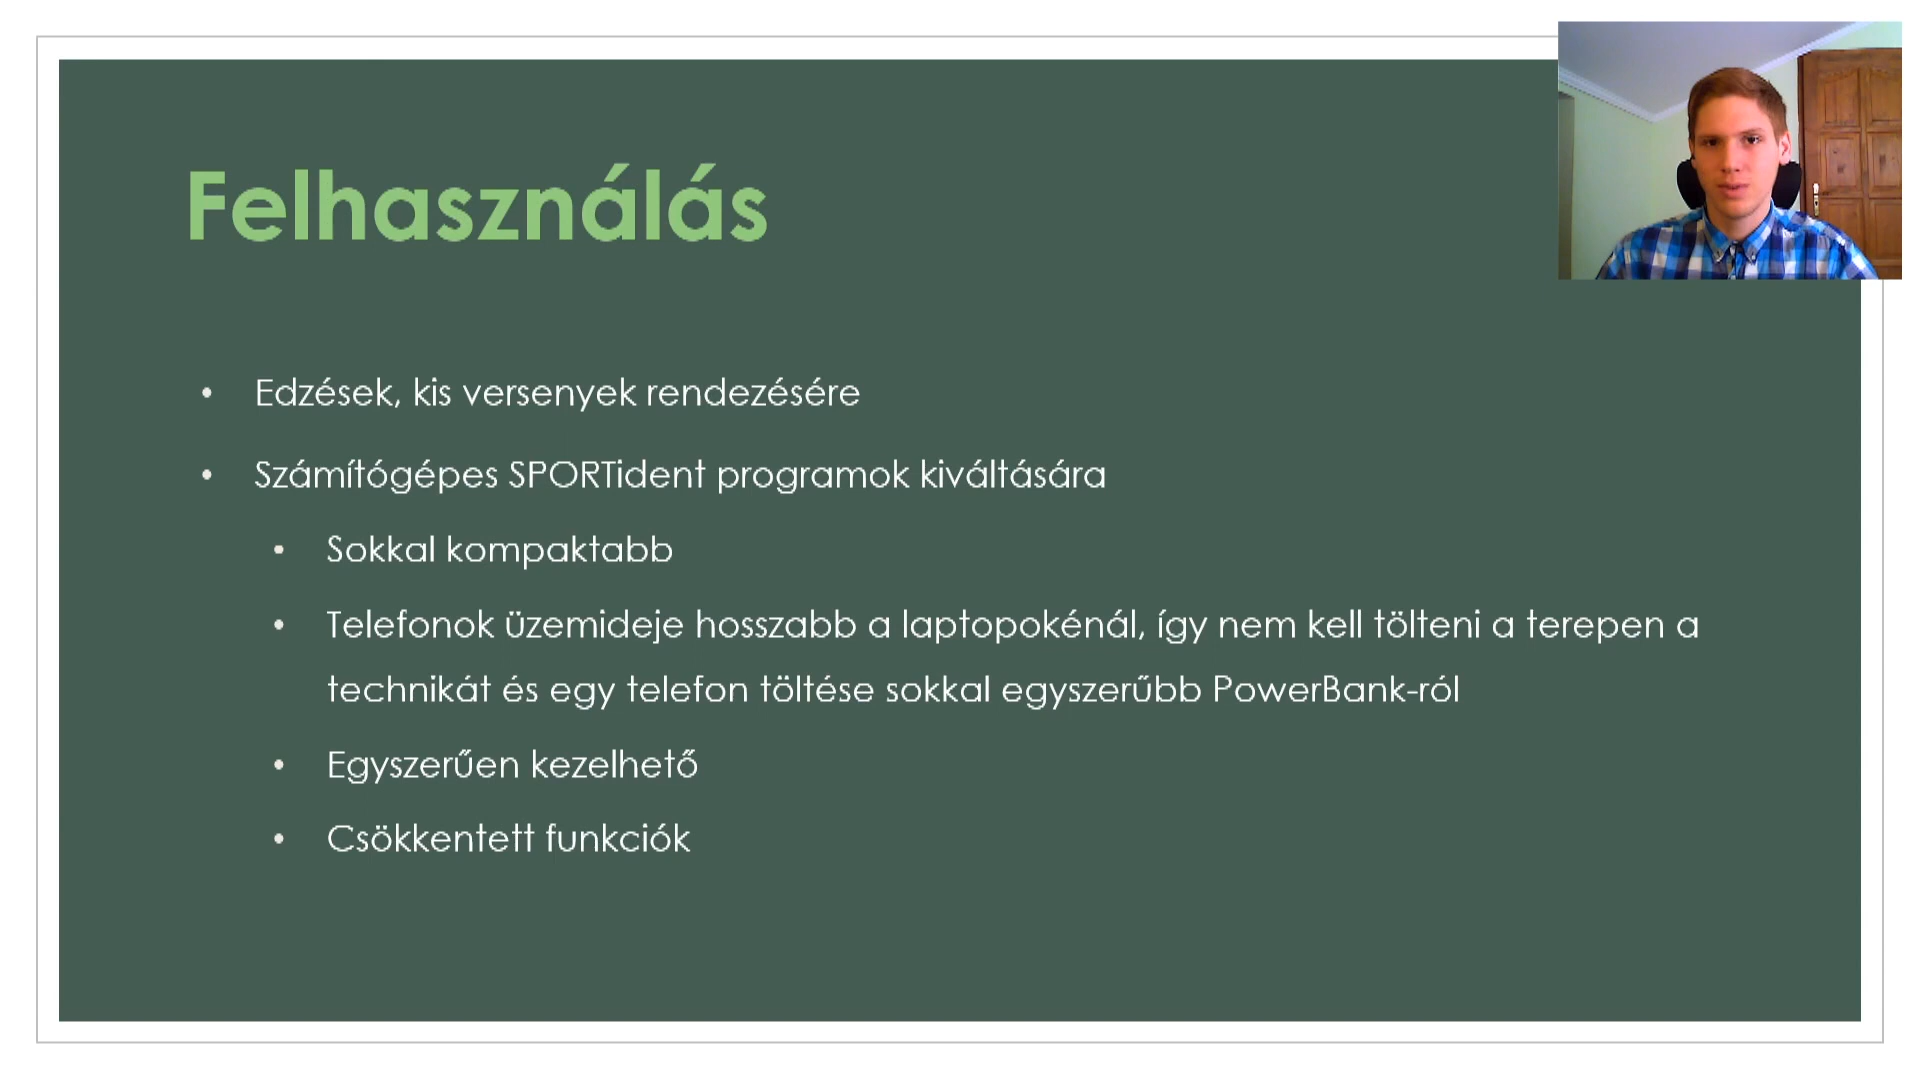 Felhasználás
• Edzések, kis versenyek rendezésére
• Számítógépes SPORTident programok kiváltására
• Sokkal kompaktabb
• Telefonok üzemideje hosszabb a laptopokénál, így nem kell tölteni a terepen a
technikát és egy telefon töltése sokkal egyszerűbb PowerBank-ról
• Egyszerűen kezelhető
• Csökkentett funkciók